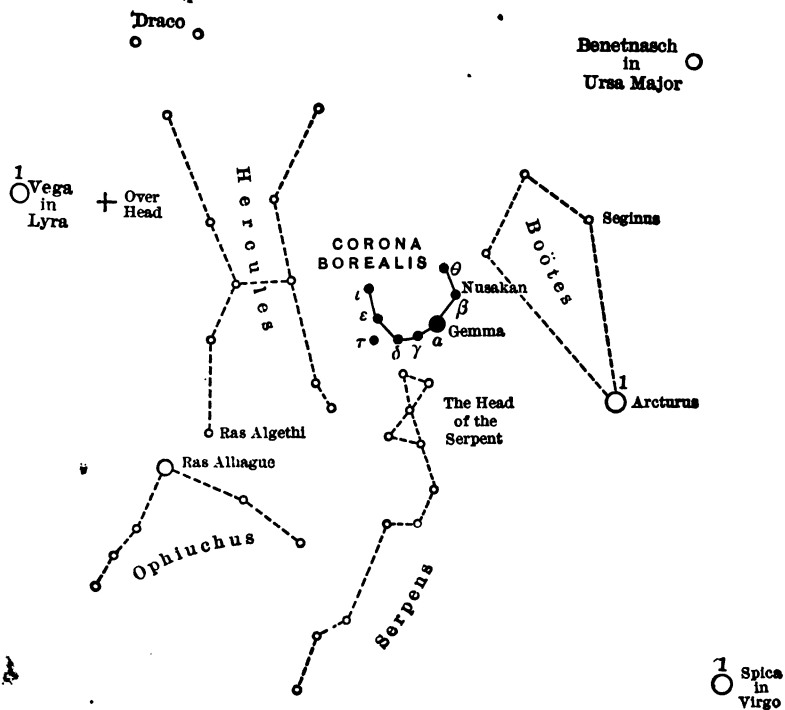 Draco
Benetnasch
in
Ursa Major
1
Vega
in
Lyra
Over
Head
Hercules
CORONA
BOREALIS
θ
Nusakan
β
Gemma
α
γ
δ
τ
ε
ι
Boötes
Seginus
1
Arcturus
The Head
of the
Serpent
Ras Algethi
Ras Alhague
Ophiuchus
Serpens
1
Spica
in
Virgo